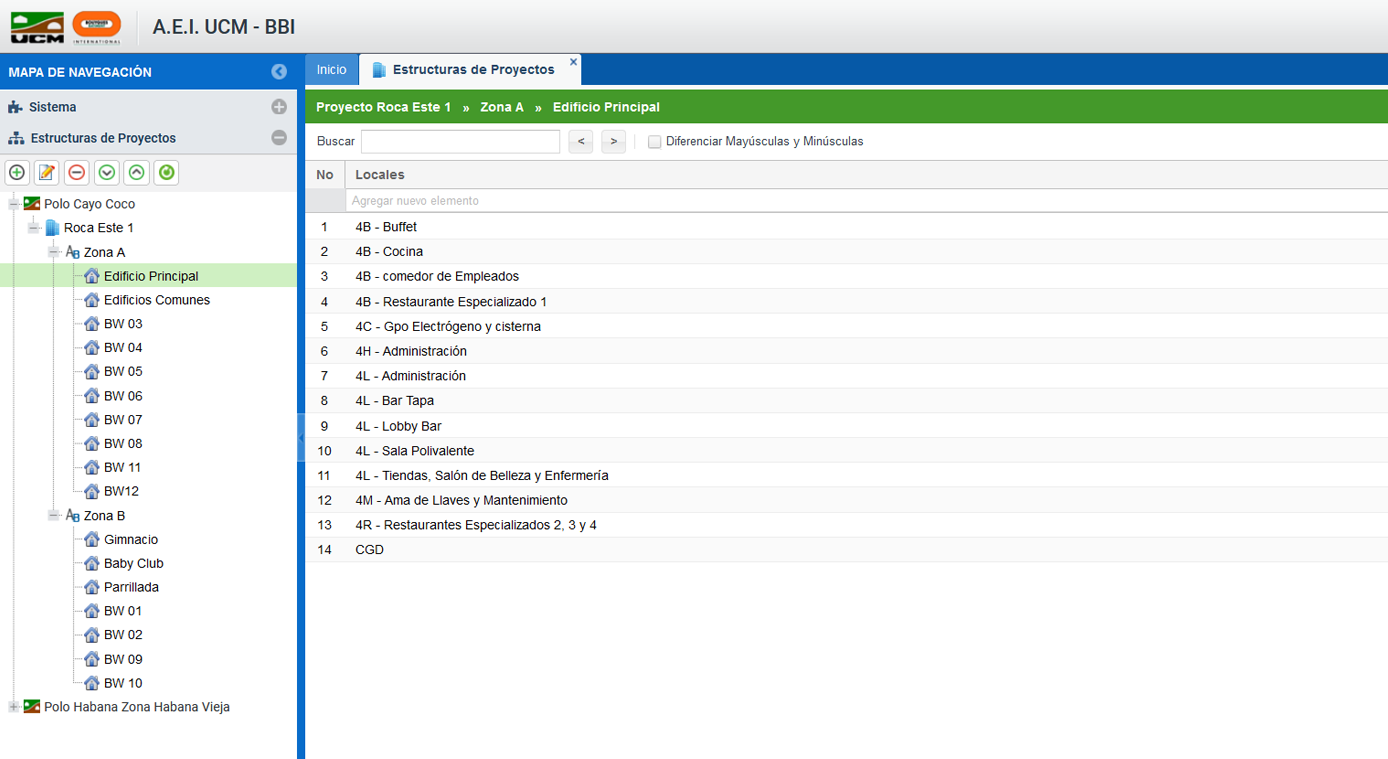 UCM
INTERNATIONAL
A.E.I. UCM - BBI
MAPA DE NAVEGACIÓN
Sistema
Estructuras de Proyectos
Polo Cayo Coco
Roca Este 1
Zona A
Edificio Principal
Edificios Comunes
BW 03
BW 04
BW 05
BW 06
BW 07
BW 08
BW 11
BW12
Zona B
Gimnacio
Baby Club
Parrillada
BW 01
BW 02
BW 09
BW 10
Polo Habana Zona Habana Vieja
Inicio
Estructuras de Proyectos
Proyecto Roca Este 1 » Zona A » Edificio Principal
Buscar < > Diferenciar Mayúsculas y Minúsculas
No Locales
Agregar nuevo elemento
1 4B - Buffet
2 4B - Cocina
3 4B - comedor de Empleados
4 4B - Restaurante Especializado 1
5 4C - Gpo Electrógeno y cisterna
6 4H - Administración
7 4L - Administración
8 4L - Bar Tapa
9 4L - Lobby Bar
10 4L - Sala Polivalente
11 4L - Tiendas, Salón de Belleza y Enfermería
12 4M - Ama de Llaves y Mantenimiento
13 4R - Restaurantes Especializados 2, 3 y 4
14 CGD